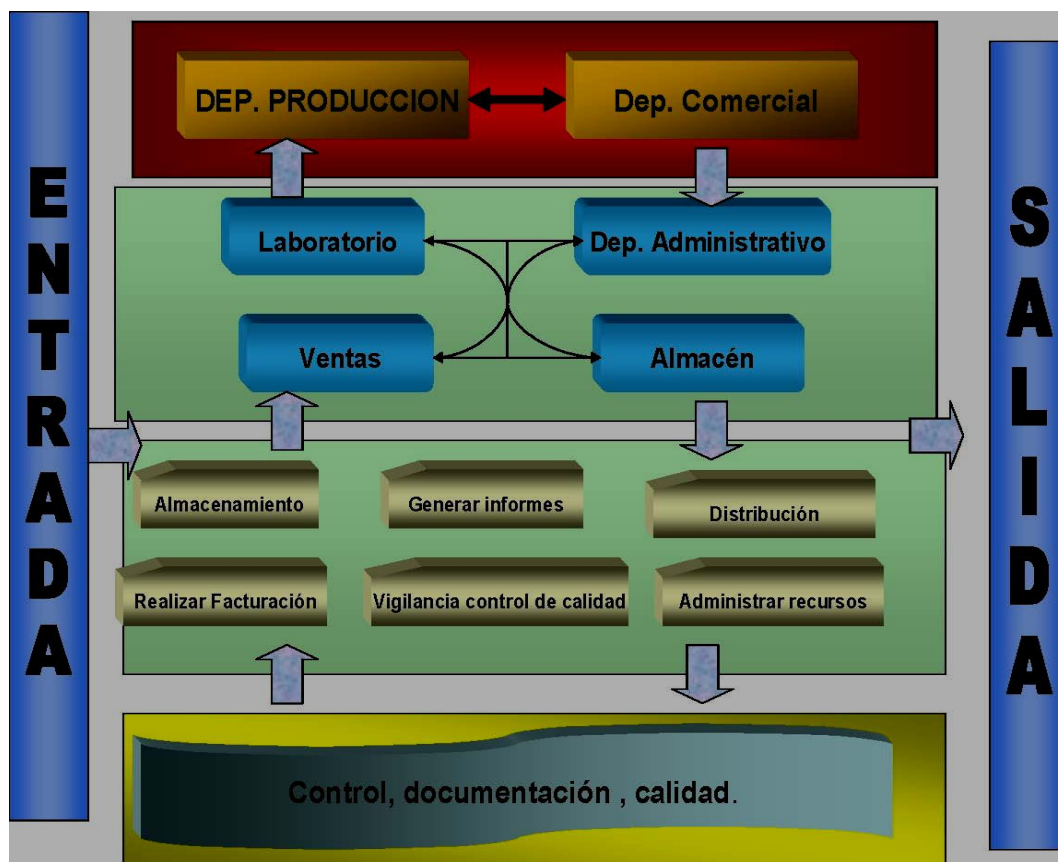 ENTRADA
DEP. PRODUCCION
Dep. Comercial
Laboratorio
Dep. Administrativo
Ventas
Almacén
Almacenamiento
Generar informes
Distribución
Realizar Facturación
Vigilancia control de calidad
Administrar recursos
Control, documentación , calidad.
SALIDA